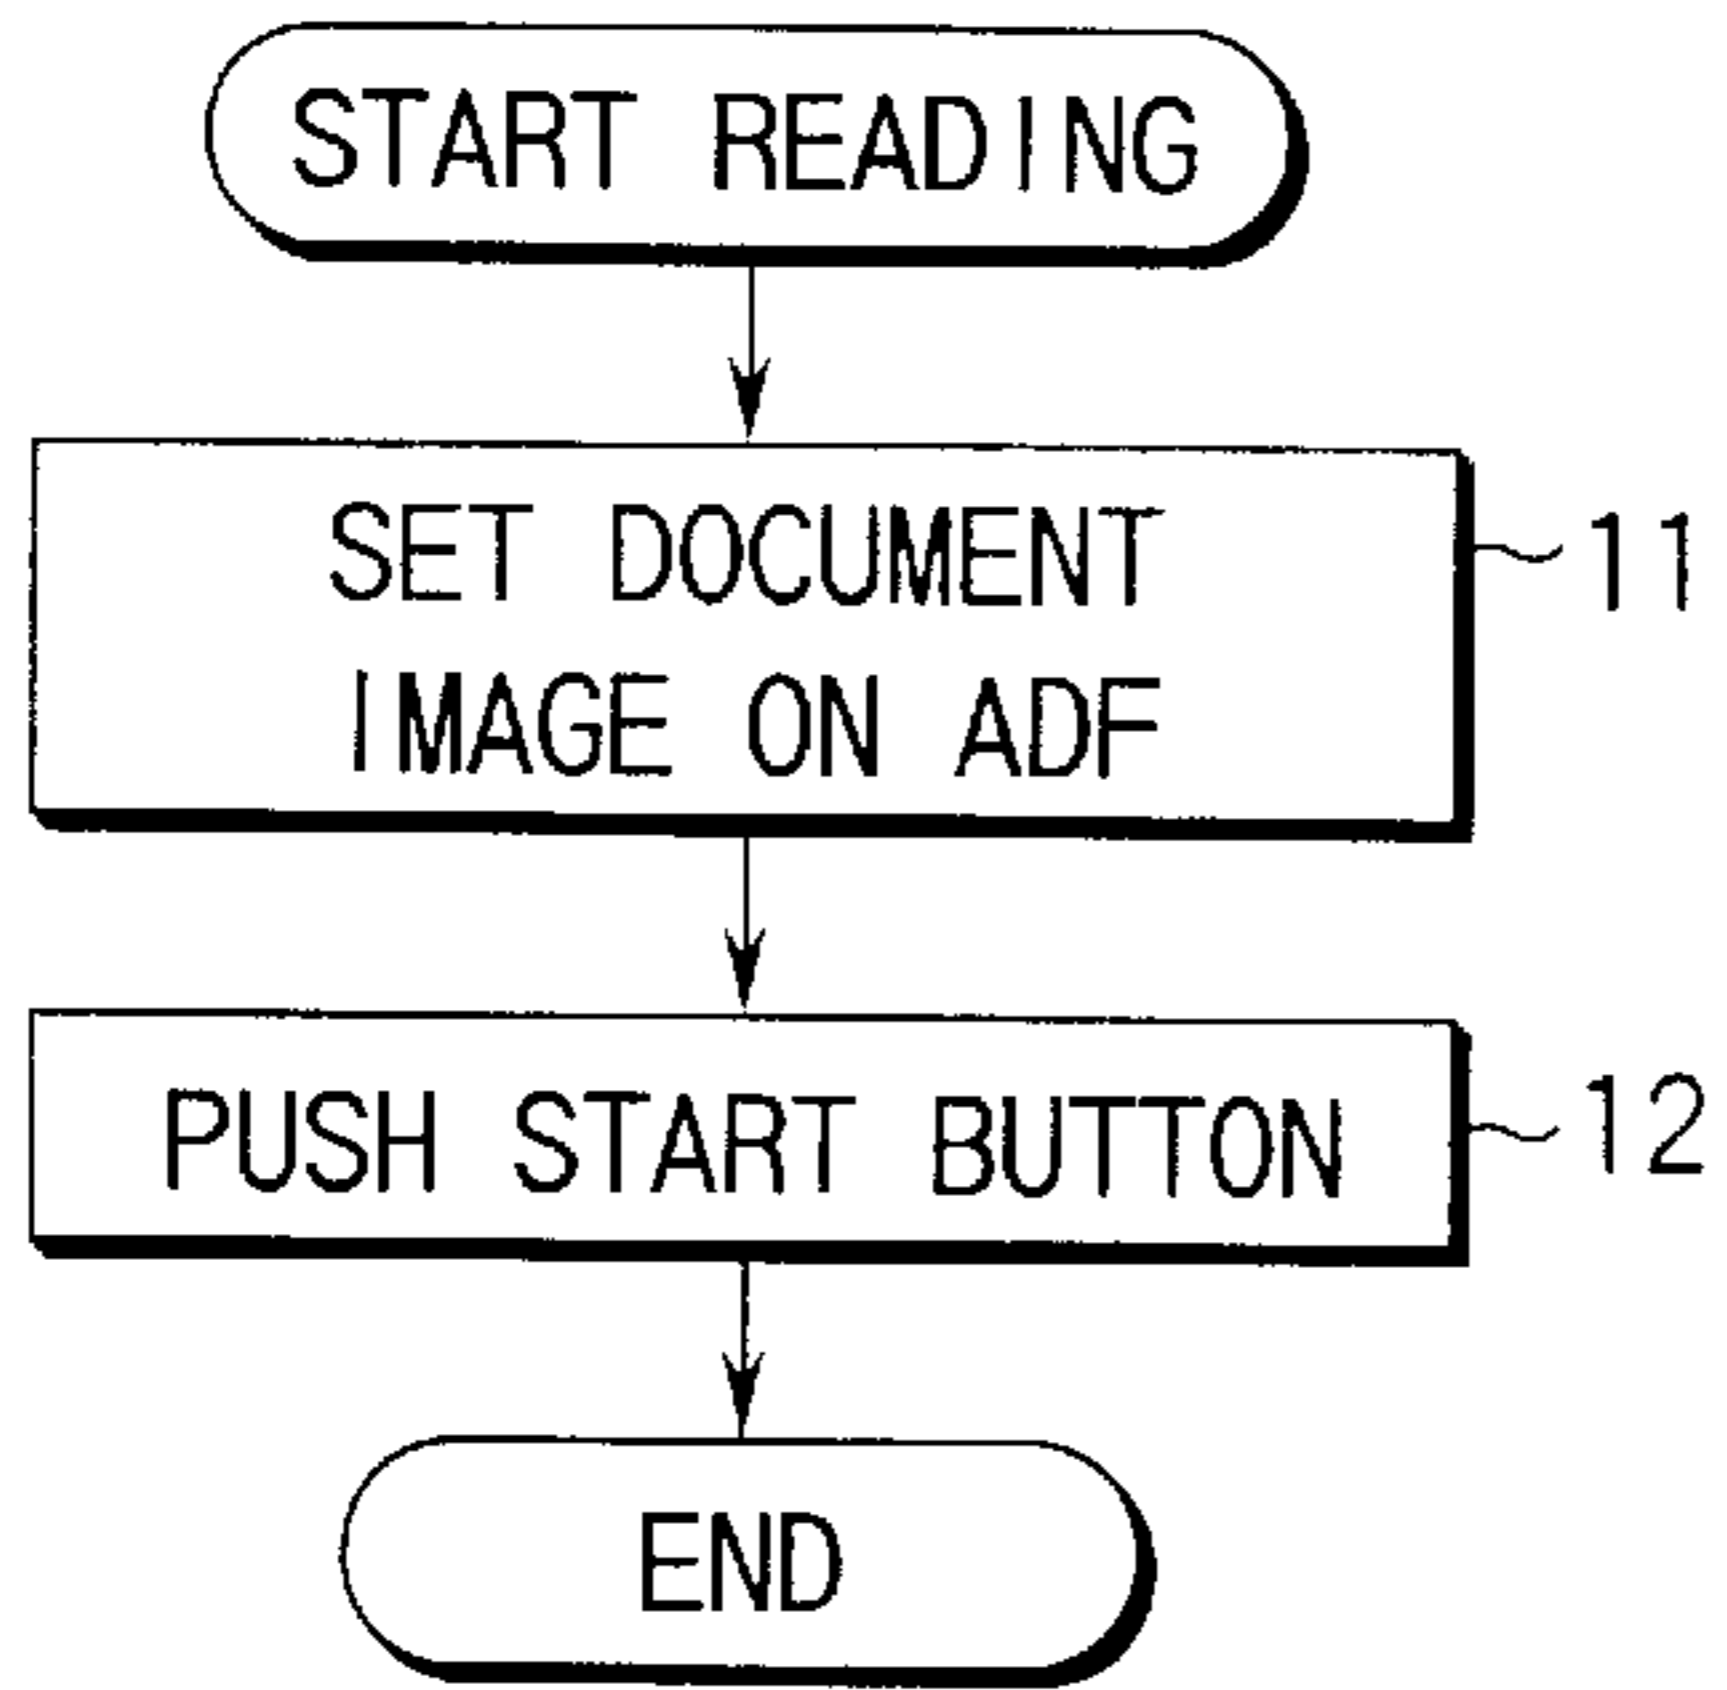 START READING
SET DOCUMENT
IMAGE ON ADF
11
PUSH START BUTTON
12
END